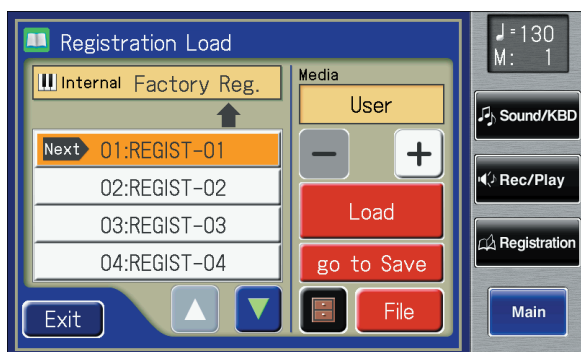 Registration Load
Internal Factory Reg.
Next 01:REGIST-01
02:REGIST-02
03:REGIST-03
04:REGIST-04
Exit
Media
User
− +
Load
go to Save
File
♩=130
M: 1
Sound/KBD
Rec/Play
Registration
Main